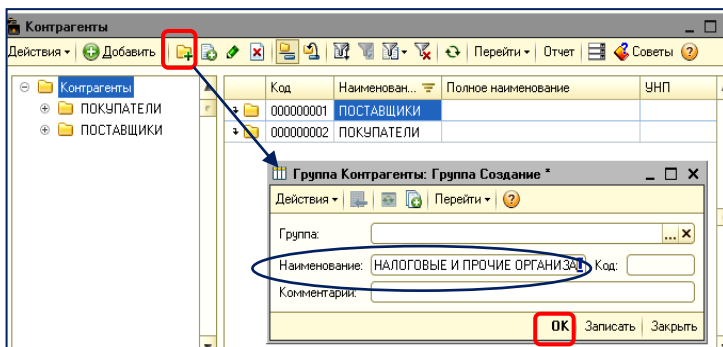 Контрагенты
Действия Добавить Перейти Отчет Советы
Контрагенты
ПОКУПАТЕЛИ
ПОСТАВЩИКИ
Код Наименован... Полное наименование УНП
000000001 ПОСТАВЩИКИ
000000002 ПОКУПАТЕЛИ
Группа Контрагенты: Группа Создание *
Действия Перейти
Группа:
Наименование: НАЛОГОВЫЕ И ПРОЧИЕ ОРГАНИЗА Код:
Комментарий:
OK Записать Закрыть